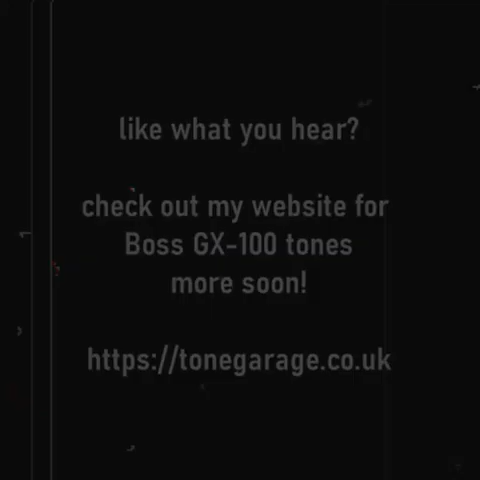 like what you hear?
check out my website for
Boss GX-100 tones
more soon!
https://tonegarage.co.uk